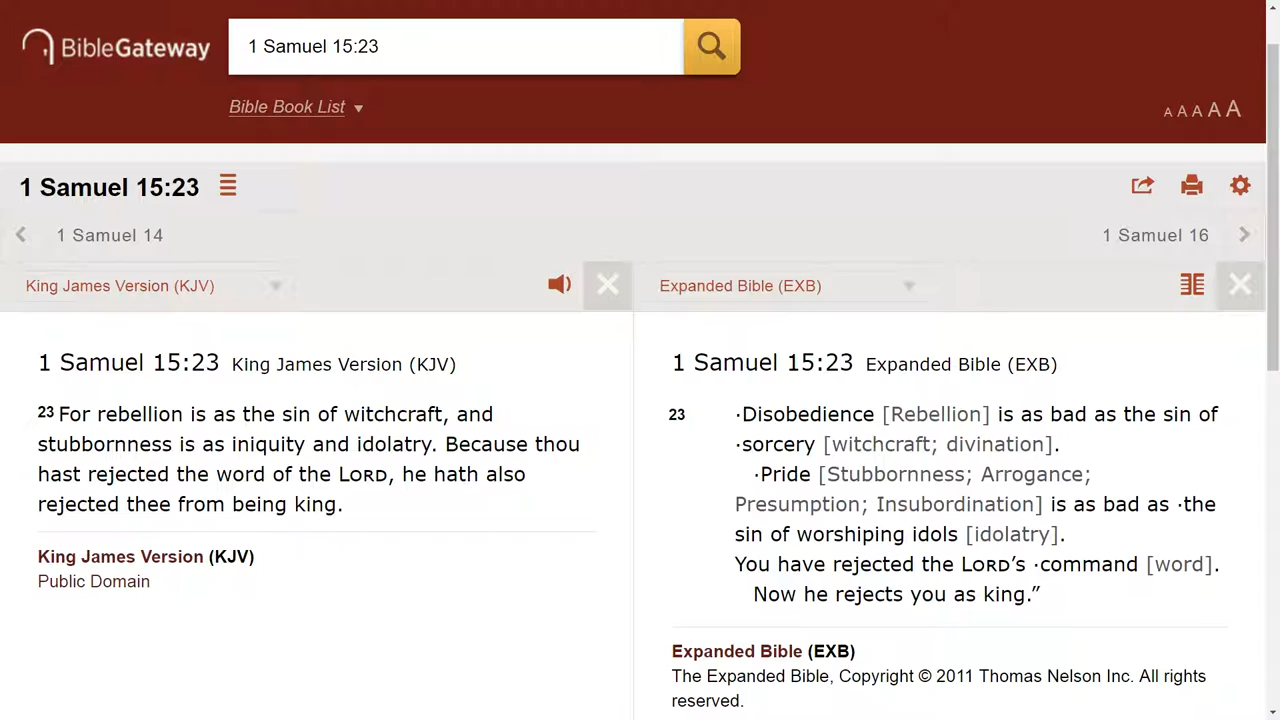 BibleGateway
1 Samuel 15:23
Bible Book List
A A A A A
1 Samuel 15:23
1 Samuel 14
1 Samuel 16
King James Version (KJV)
Expanded Bible (EXB)
1 Samuel 15:23 King James Version (KJV)
23 For rebellion is as the sin of witchcraft, and
stubbornness is as iniquity and idolatry. Because thou
hast rejected the word of the LORD, he hath also
rejected thee from being king.
King James Version (KJV)
Public Domain
1 Samuel 15:23 Expanded Bible (EXB)
23 ·Disobedience [Rebellion] is as bad as the sin of
·sorcery [witchcraft; divination].
·Pride [Stubbornness; Arrogance;
Presumption; Insubordination] is as bad as ·the
sin of worshiping idols [idolatry].
You have rejected the LORD’s ·command [word].
Now he rejects you as king.”
Expanded Bible (EXB)
The Expanded Bible, Copyright © 2011 Thomas Nelson Inc. All rights
reserved.